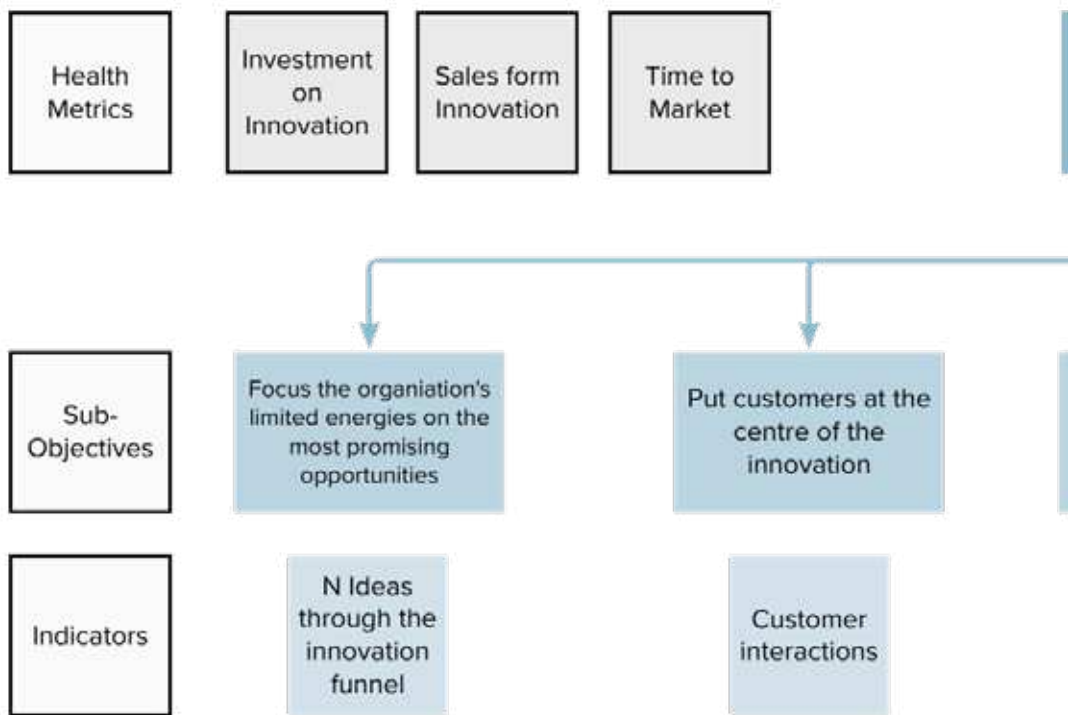 Health
Metrics
Investment
on
Innovation
Sales form
Innovation
Time to
Market
Sub-
Objectives
Focus the organiation's
limited energies on the
most promising
opportunities
Put customers at the
centre of the
innovation
Indicators
N Ideas
through the
innovation
funnel
Customer
interactions